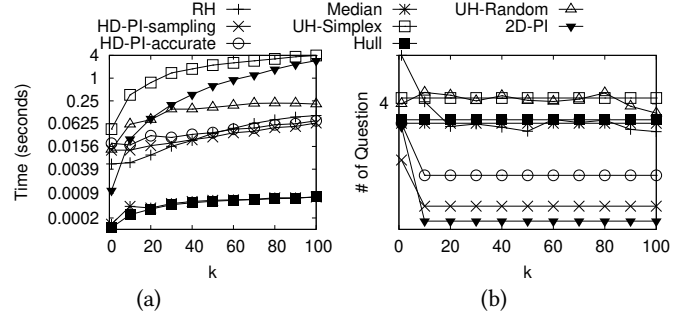 RH Median UH-Random
HD-PI-sampling UH-Simplex 2D-PI
HD-PI-accurate Hull
Time (seconds)
4
1
0.25
0.0625
0.0156
0.0039
0.0009
0.0002
0 20 40 60 80 100
k
(a)
# of Question
4
0 20 40 60 80 100
k
(b)